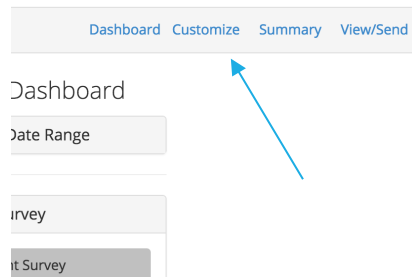 Dashboard Customize Summary View/Send
Dashboard
Date Range
urvey
nt Survey